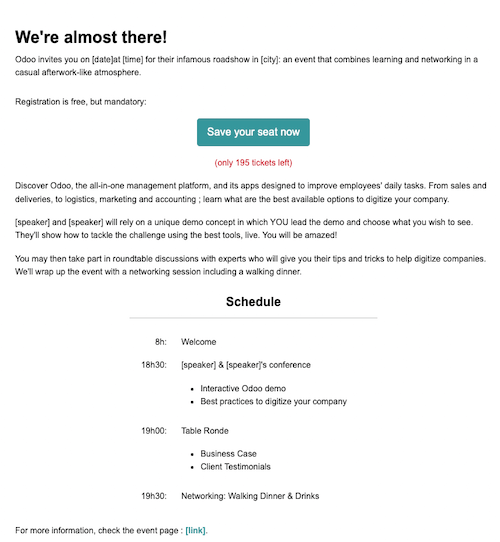 We're almost there!
Odoo invites you on [date]at [time] for their infamous roadshow in [city]: an event that combines learning and networking in a
casual afterwork-like atmosphere.
Registration is free, but mandatory:
Save your seat now
(only 195 tickets left)
Discover Odoo, the all-in-one management platform, and its apps designed to improve employees' daily tasks. From sales and
deliveries, to logistics, marketing and accounting ; learn what are the best available options to digitize your company.
[speaker] and [speaker] will rely on a unique demo concept in which YOU lead the demo and choose what you wish to see.
They'll show how to tackle the challenge using the best tools, live. You will be amazed!
You may then take part in roundtable discussions with experts who will give you their tips and tricks to help digitize companies.
We'll wrap up the event with a networking session including a walking dinner.
Schedule
8h: Welcome
18h30: [speaker] & [speaker]'s conference
• Interactive Odoo demo
• Best practices to digitize your company
19h00: Table Ronde
• Business Case
• Client Testimonials
19h30: Networking: Walking Dinner & Drinks
For more information, check the event page : [link].